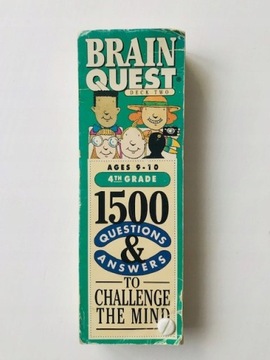 BRAIN
QUEST®
DECK TWO
AGES 9-10
4TH GRADE
1500
QUESTIONS
&
ANSWERS
TO
CHALLENGE
THE MIND